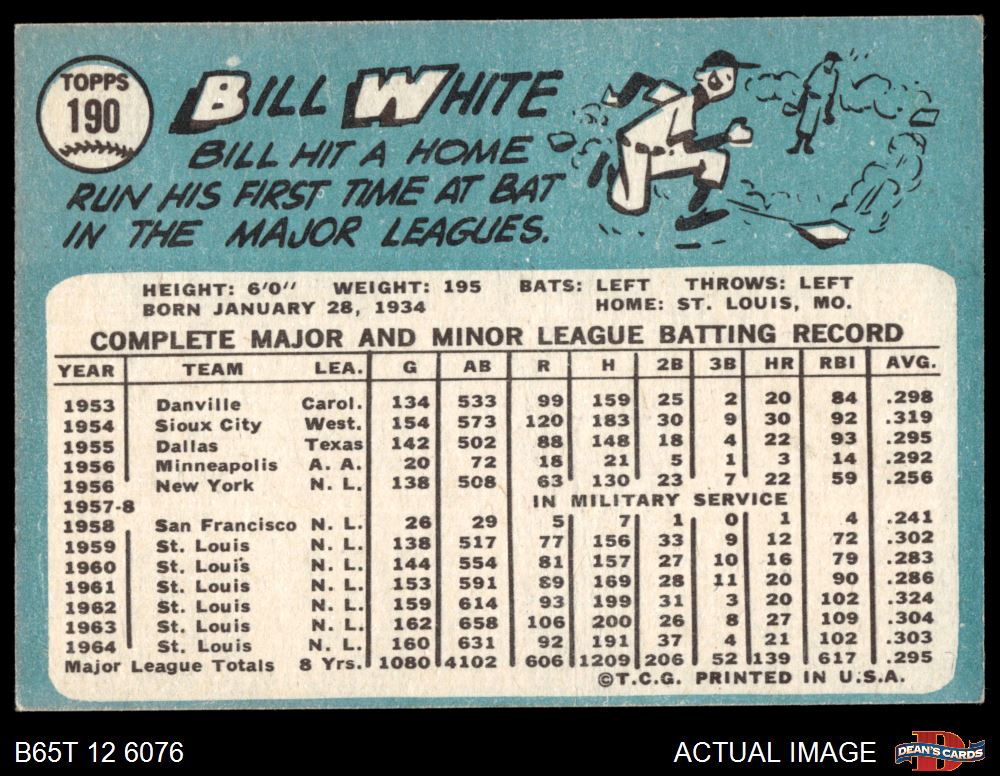 TOPPS
190
BILL WHITE
BILL HIT A HOME
RUN HIS FIRST TIME AT BAT
IN THE MAJOR LEAGUES.
HEIGHT: 6'0" WEIGHT: 195 BATS: LEFT THROWS: LEFT
BORN JANUARY 28, 1934 HOME: ST. LOUIS, MO.
COMPLETE MAJOR AND MINOR LEAGUE BATTING RECORD
YEAR TEAM LEA. G AB R H 2B 3B HR RBI AVG.
1953 Danville Carol. 134 533 99 159 25 2 20 84 .298
1954 Sioux City West. 154 573 120 183 30 9 30 92 .319
1955 Dallas Texas 142 502 88 148 18 4 22 93 .295
1956 Minneapolis A. A. 20 72 18 21 5 1 3 14 .292
1956 New York N. L. 138 508 63 130 23 7 22 59 .256
1957-8 IN MILITARY SERVICE
1958 San Francisco N. L. 26 29 5 7 1 0 1 4 .241
1959 St. Louis N. L. 138 517 77 156 33 9 12 72 .302
1960 St. Louis N. L. 144 554 81 157 27 10 16 79 .283
1961 St. Louis N. L. 153 591 89 169 28 11 20 90 .286
1962 St. Louis N. L. 159 614 93 199 31 3 20 102 .324
1963 St. Louis N. L. 162 658 106 200 26 8 27 109 .304
1964 St. Louis N. L. 160 631 92 191 37 4 21 102 .303
Major League Totals 8 Yrs. 1080 4102 606 1209 206 52 139 617 .295
©T.C.G. PRINTED IN U.S.A.
B65T 12 6076 ACTUAL IMAGE DEAN'S CARDS